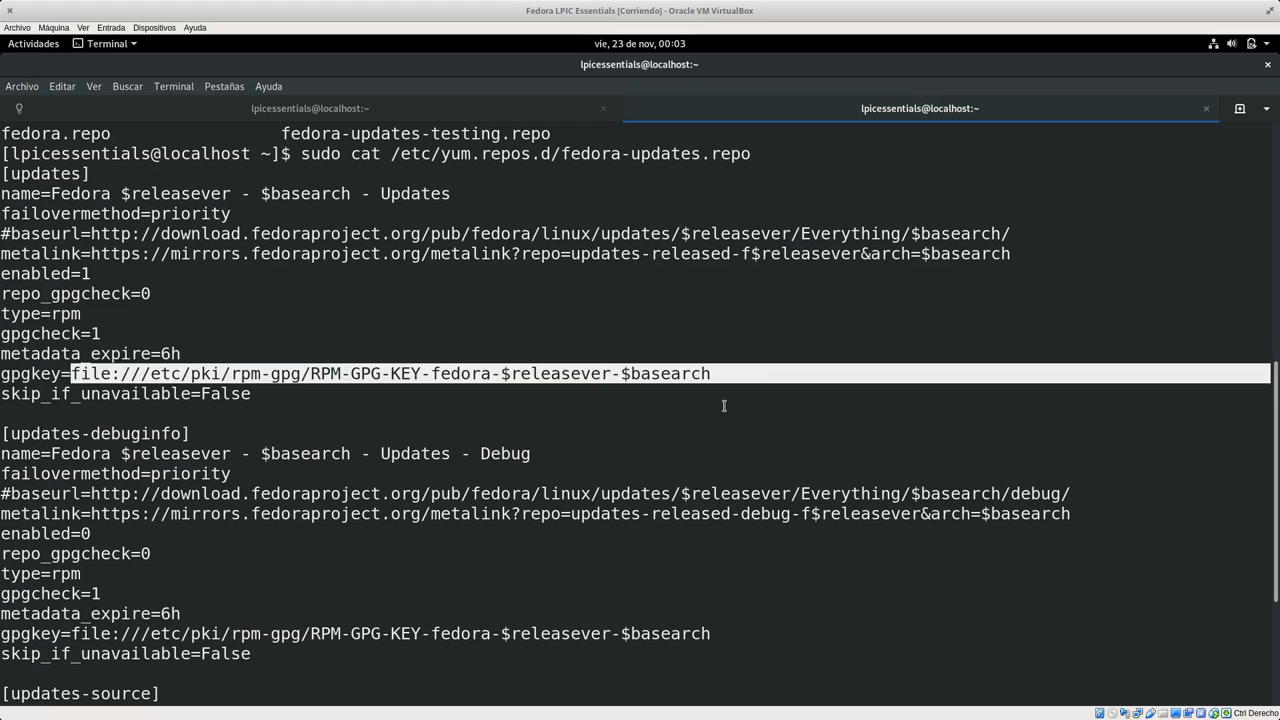 Fedora LPIC Essentials [Corriendo] - Oracle VM VirtualBox
Archivo Máquina Ver Entrada Dispositivos Ayuda
Actividades Terminal vie, 23 de nov, 00:03
lpicessentials@localhost:~
Archivo Editar Ver Buscar Terminal Pestañas Ayuda
lpicessentials@localhost:~ lpicessentials@localhost:~
fedora.repo fedora-updates-testing.repo
[lpicessentials@localhost ~]$ sudo cat /etc/yum.repos.d/fedora-updates.repo
[updates]
name=Fedora $releasever - $basearch - Updates
failovermethod=priority
#baseurl=http://download.fedoraproject.org/pub/fedora/linux/updates/$releasever/Everything/$basearch/
metalink=https://mirrors.fedoraproject.org/metalink?repo=updates-released-f$releasever&arch=$basearch
enabled=1
repo_gpgcheck=0
type=rpm
gpgcheck=1
metadata_expire=6h
gpgkey=file:///etc/pki/rpm-gpg/RPM-GPG-KEY-fedora-$releasever-$basearch
skip_if_unavailable=False
[updates-debuginfo]
name=Fedora $releasever - $basearch - Updates - Debug
failovermethod=priority
#baseurl=http://download.fedoraproject.org/pub/fedora/linux/updates/$releasever/Everything/$basearch/debug/
metalink=https://mirrors.fedoraproject.org/metalink?repo=updates-released-debug-f$releasever&arch=$basearch
enabled=0
repo_gpgcheck=0
type=rpm
gpgcheck=1
metadata_expire=6h
gpgkey=file:///etc/pki/rpm-gpg/RPM-GPG-KEY-fedora-$releasever-$basearch
skip_if_unavailable=False
[updates-source]
Ctrl Derecho